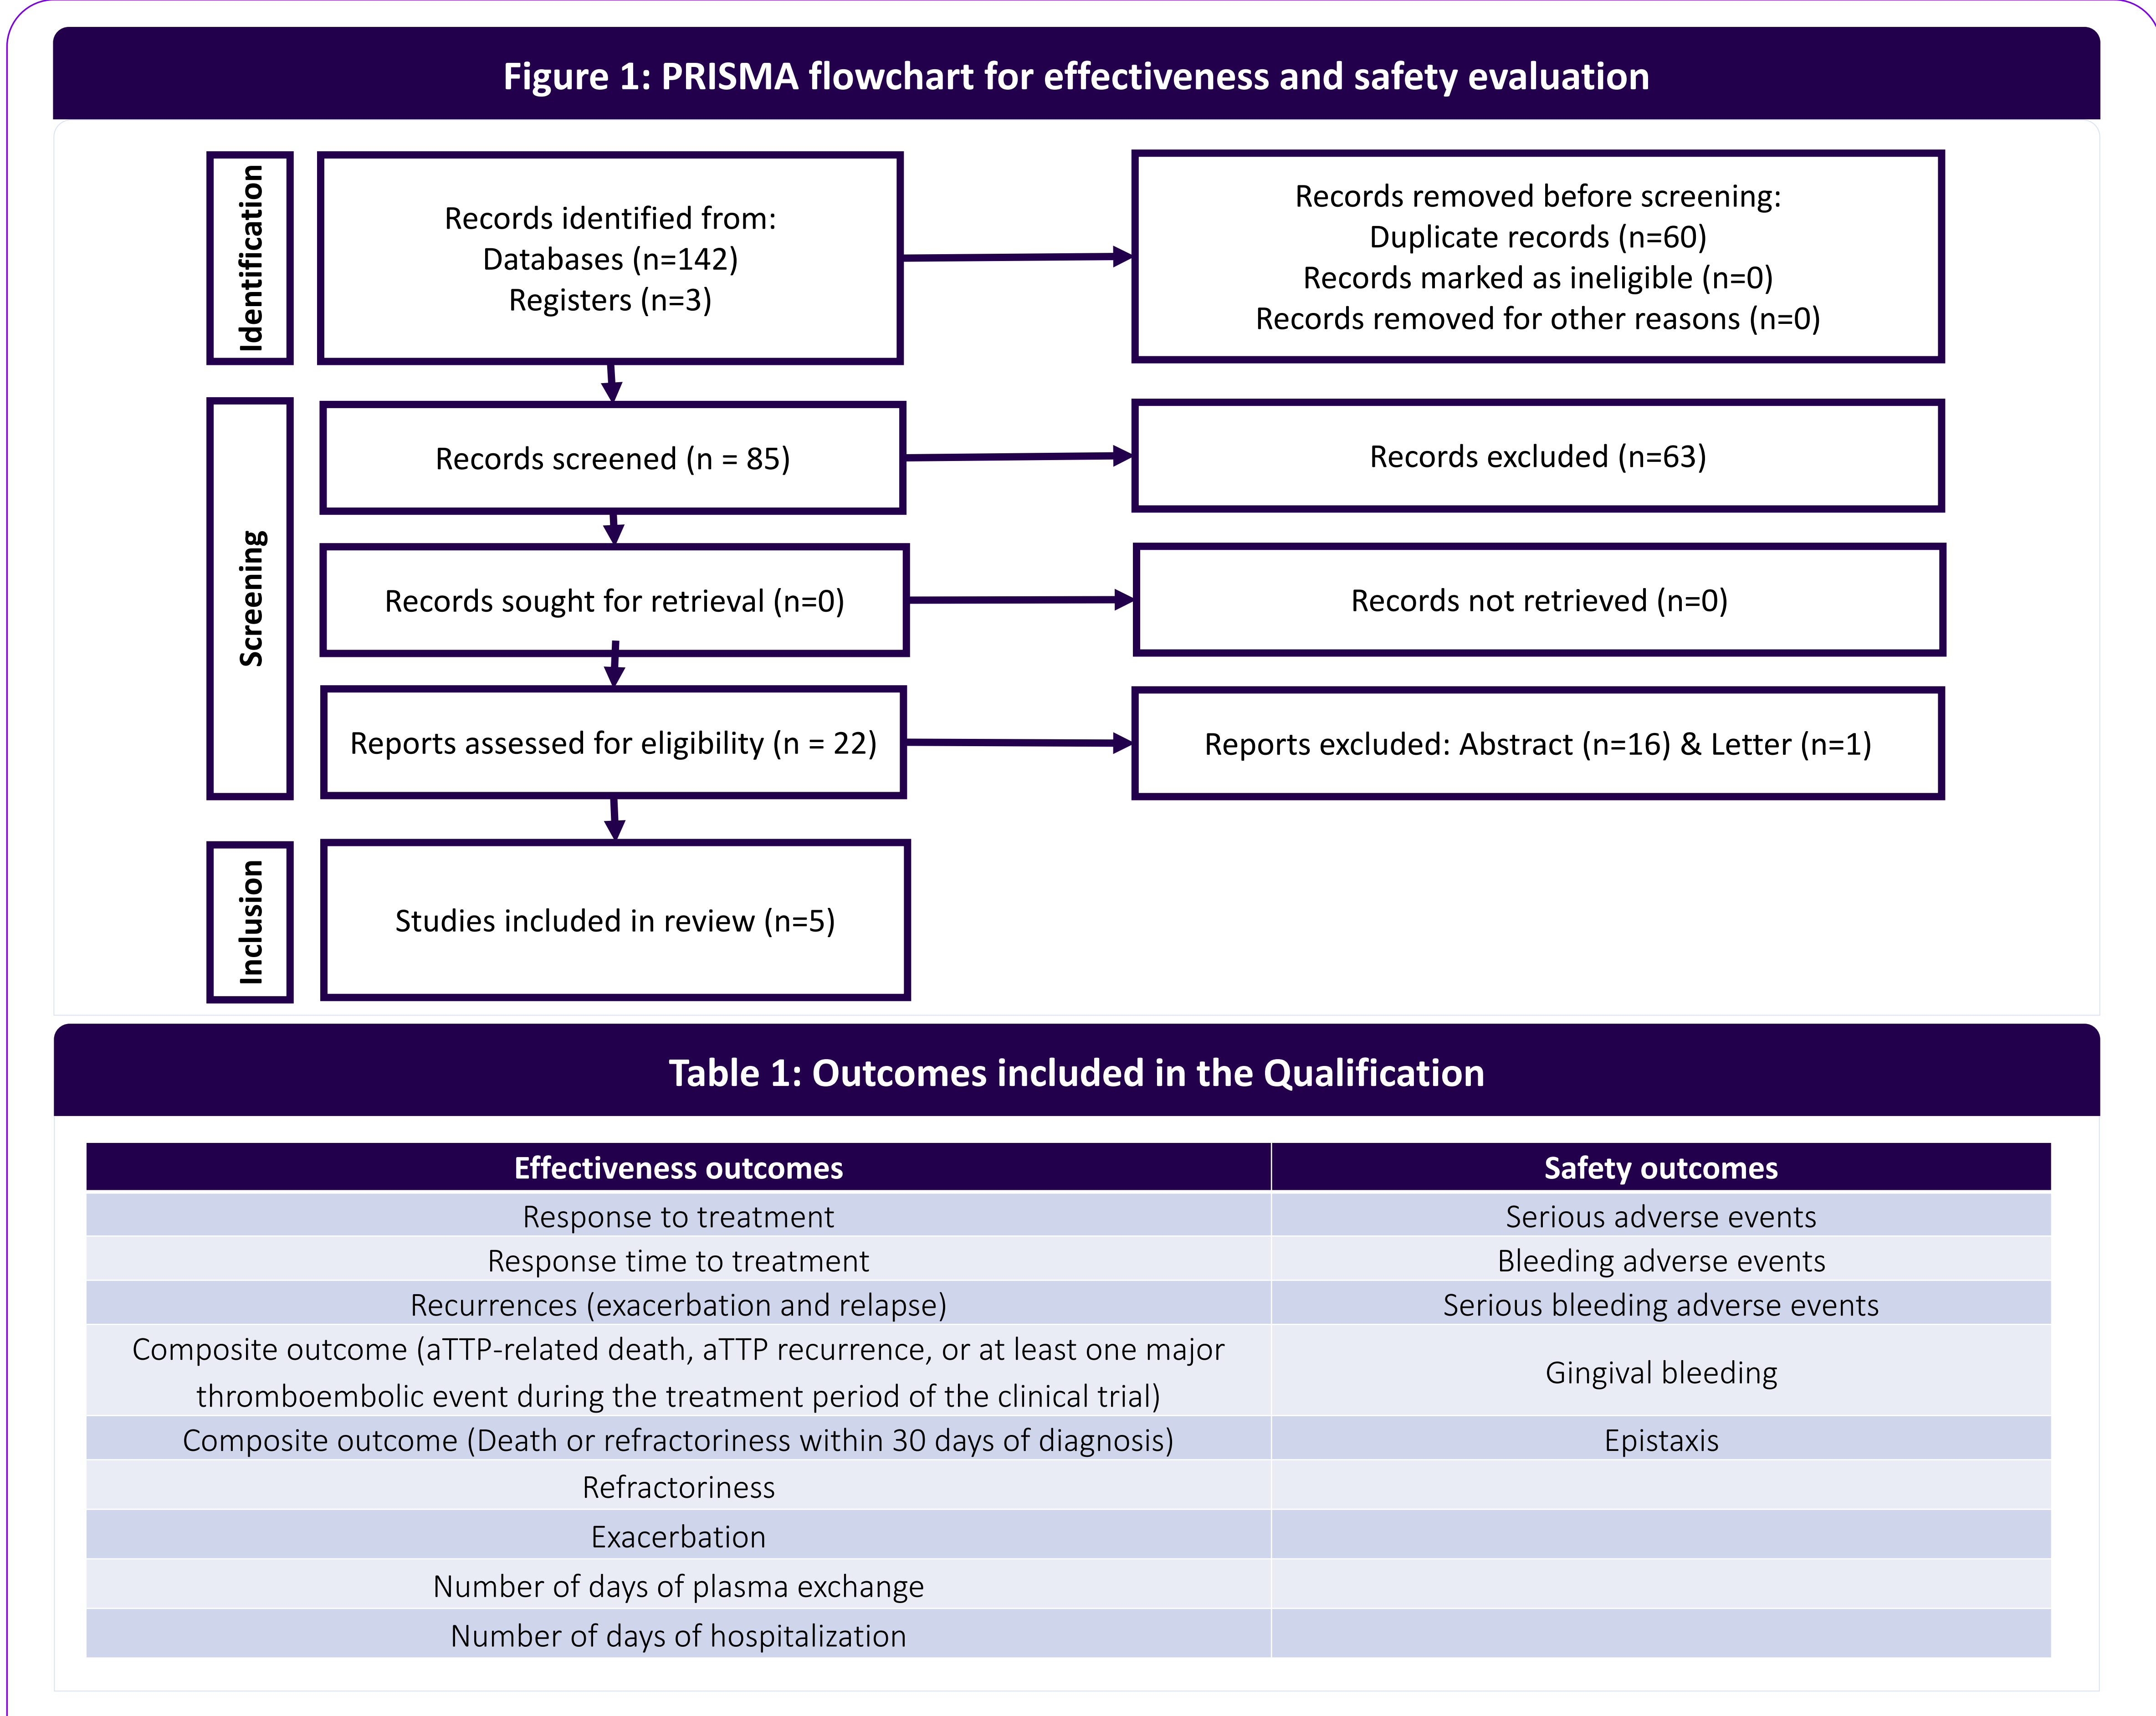 Figure 1: PRISMA flowchart for effectiveness and safety evaluation
Identification
Records identified from:
Databases (n=142)
Registers (n=3)
Records removed before screening:
Duplicate records (n=60)
Records marked as ineligible (n=0)
Records removed for other reasons (n=0)
Screening
Records screened (n = 85)
Records excluded (n=63)
Records sought for retrieval (n=0)
Records not retrieved (n=0)
Reports assessed for eligibility (n = 22)
Reports excluded: Abstract (n=16) & Letter (n=1)
Inclusion
Studies included in review (n=5)
Table 1: Outcomes included in the Qualification
Effectiveness outcomes
Safety outcomes
Response to treatment
Serious adverse events
Response time to treatment
Bleeding adverse events
Recurrences (exacerbation and relapse)
Serious bleeding adverse events
Composite outcome (aTTP-related death, aTTP recurrence, or at least one major
thromboembolic event during the treatment period of the clinical trial)
Gingival bleeding
Composite outcome (Death or refractoriness within 30 days of diagnosis)
Epistaxis
Refractoriness
Exacerbation
Number of days of plasma exchange
Number of days of hospitalization